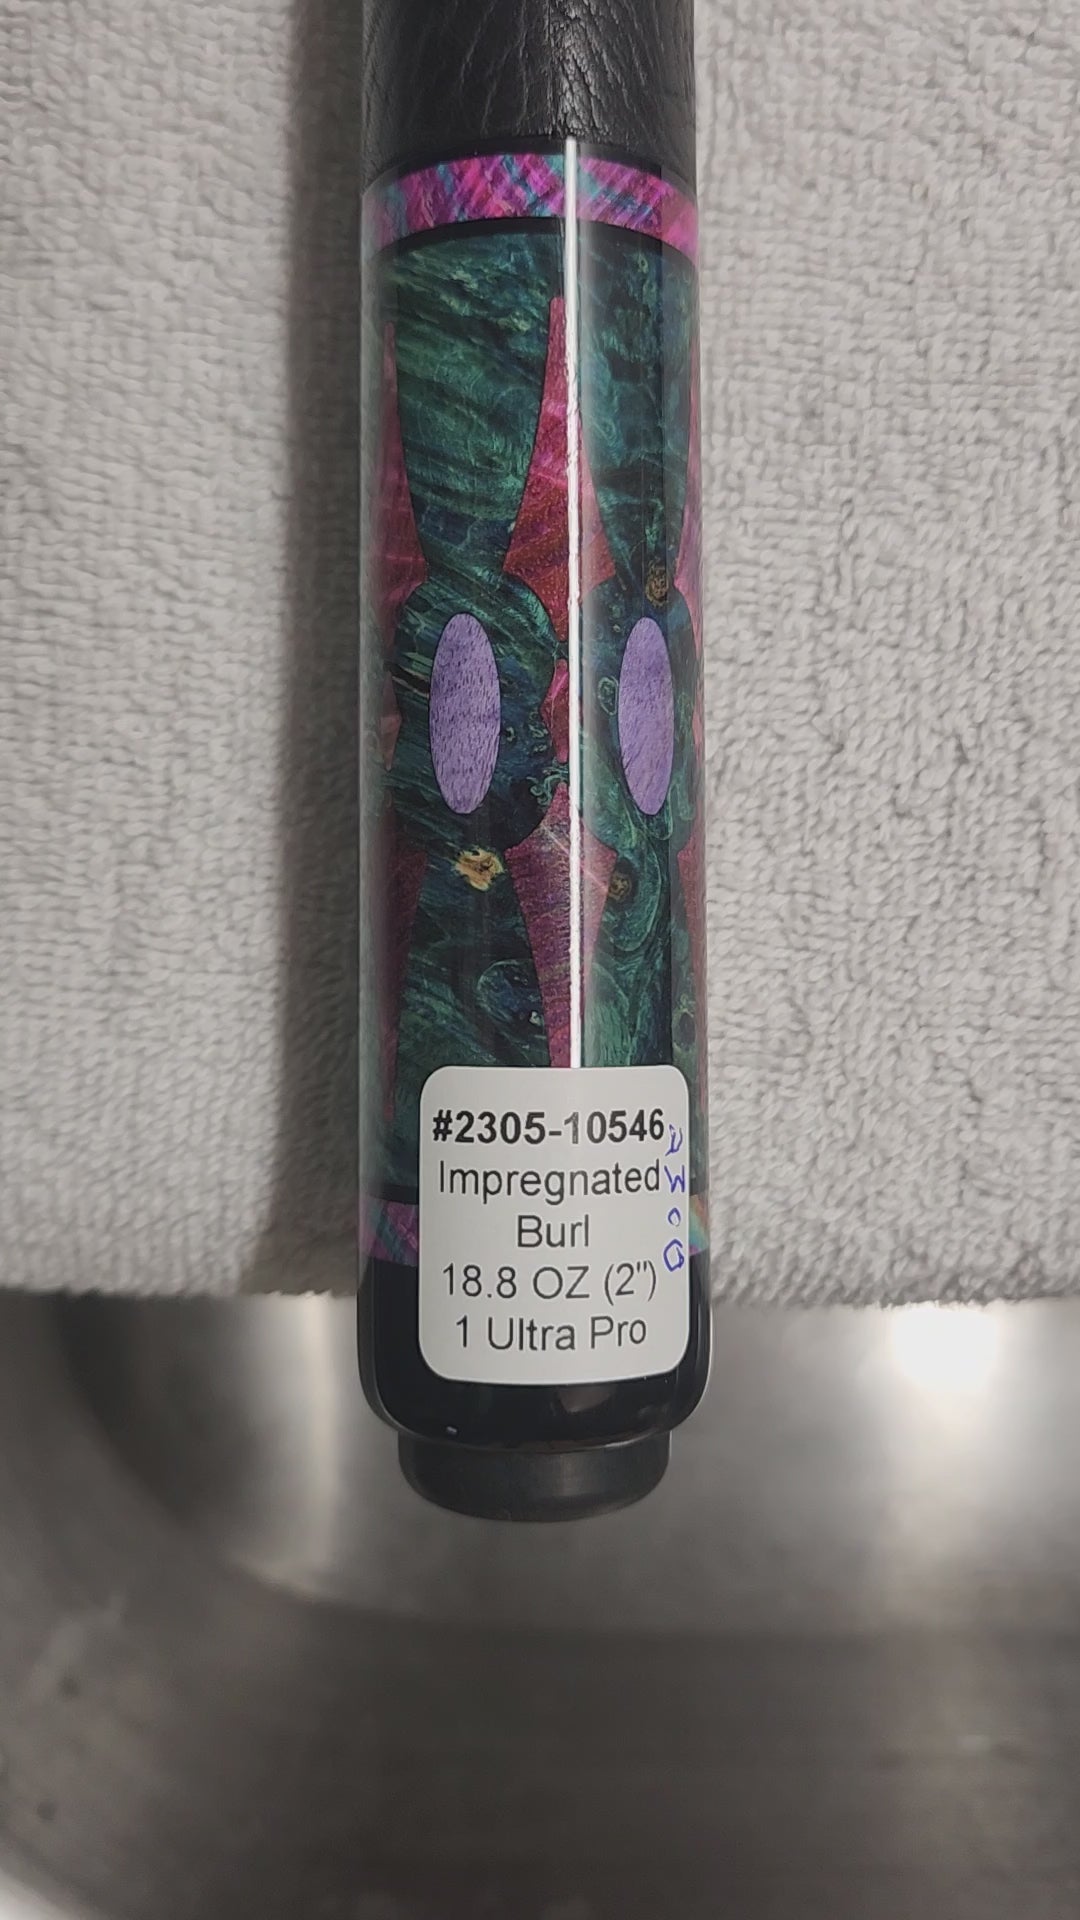 #2305-10546
Impregnated
Burl
18.8 OZ (2")
1 Ultra Pro